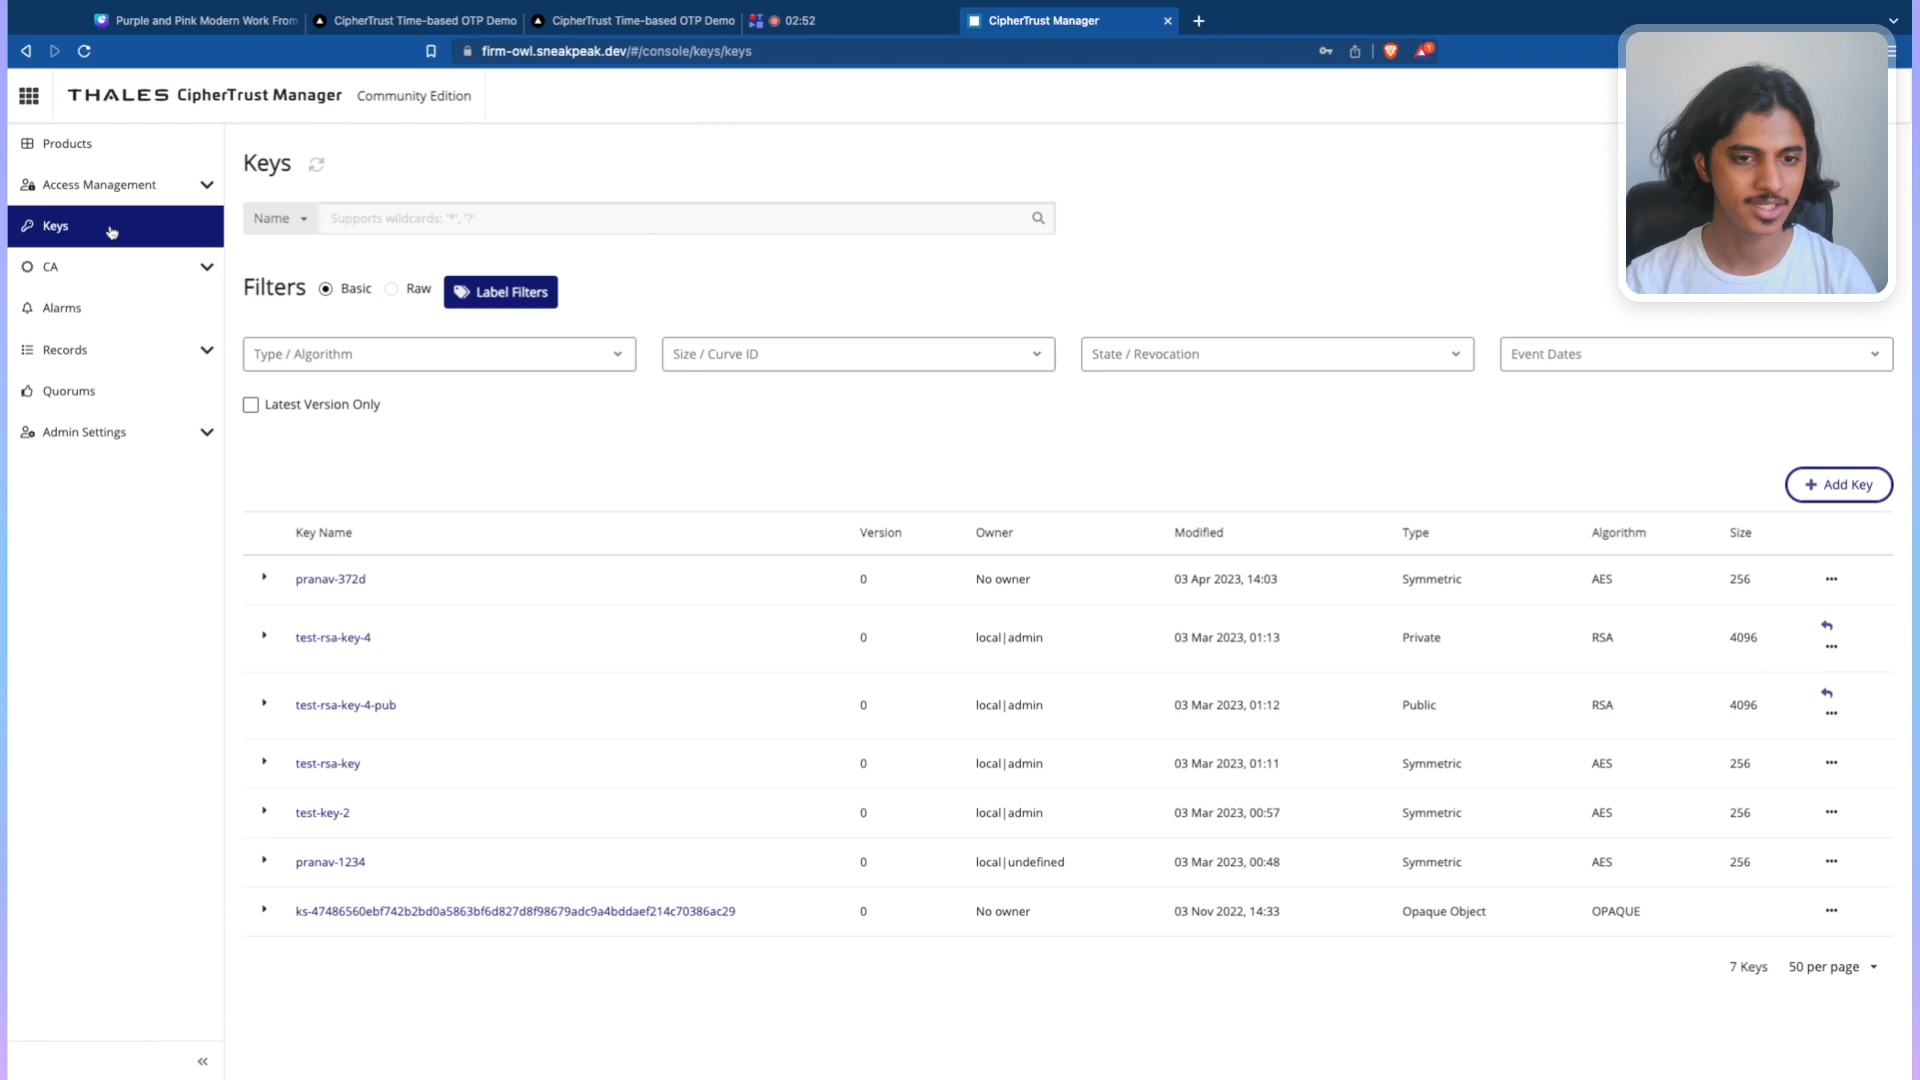 Purple and Pink Modern Work From
CipherTrust Time-based OTP Demo
CipherTrust Time-based OTP Demo
02:52
CipherTrust Manager
firm-owl.sneakpeak.dev/#/console/keys/keys
THALES CipherTrust Manager Community Edition
Products
Access Management
Keys
CA
Alarms
Records
Quorums
Admin Settings
Keys
Name Supports wildcards: '*', '?'
Filters Basic Raw Label Filters
Type / Algorithm Size / Curve ID State / Revocation Event Dates
Latest Version Only
+ Add Key
Key Name Version Owner Modified Type Algorithm Size
pranav-372d 0 No owner 03 Apr 2023, 14:03 Symmetric AES 256
test-rsa-key-4 0 local|admin 03 Mar 2023, 01:13 Private RSA 4096
test-rsa-key-4-pub 0 local|admin 03 Mar 2023, 01:12 Public RSA 4096
test-rsa-key 0 local|admin 03 Mar 2023, 01:11 Symmetric AES 256
test-key-2 0 local|admin 03 Mar 2023, 00:57 Symmetric AES 256
pranav-1234 0 local|undefined 03 Mar 2023, 00:48 Symmetric AES 256
ks-47486560ebf742b2bd0a5863bf6d827d8f98679adc9a4bddaef214c70386ac29 0 No owner 03 Nov 2022, 14:33 Opaque Object OPAQUE
7 Keys 50 per page